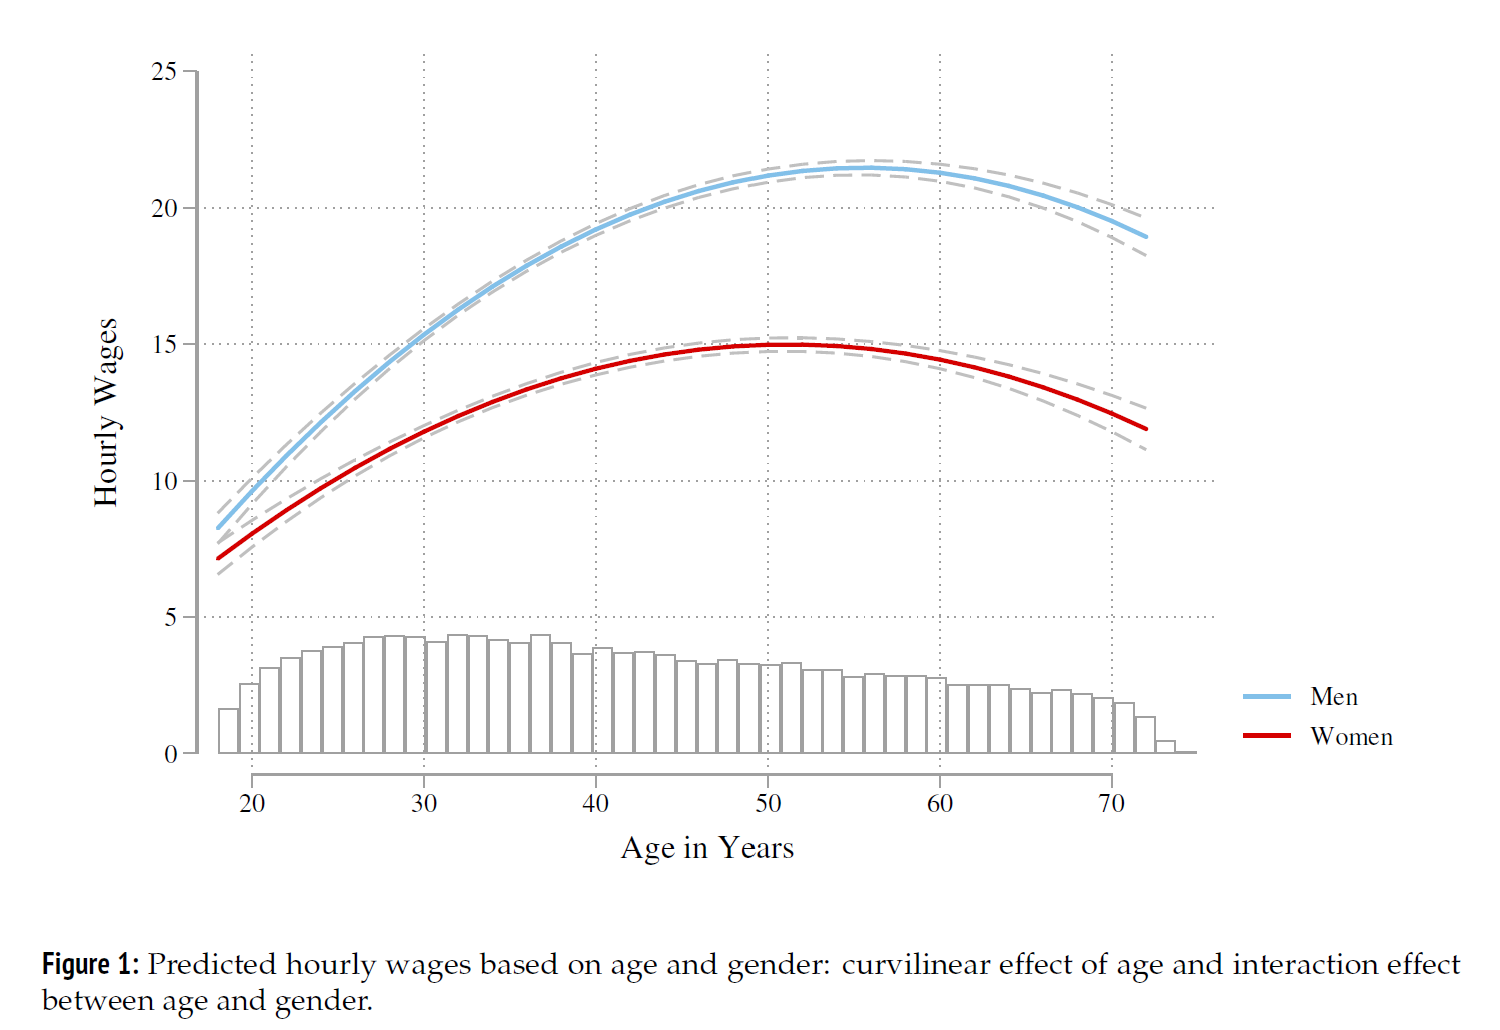 25
20
15
10
5
0
Hourly Wages
20 30 40 50 60 70
Age in Years
Men
Women
Figure 1: Predicted hourly wages based on age and gender: curvilinear effect of age and interaction effect
between age and gender.